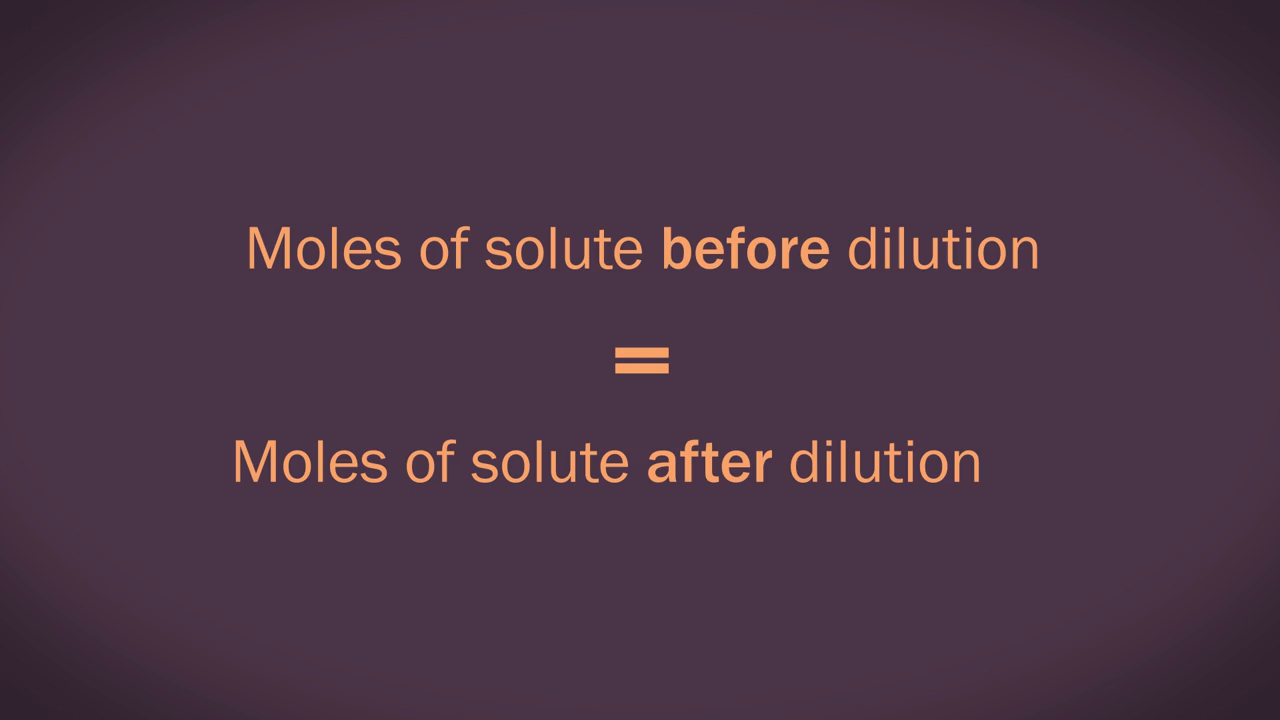 Moles of solute before dilution
=
Moles of solute after dilution